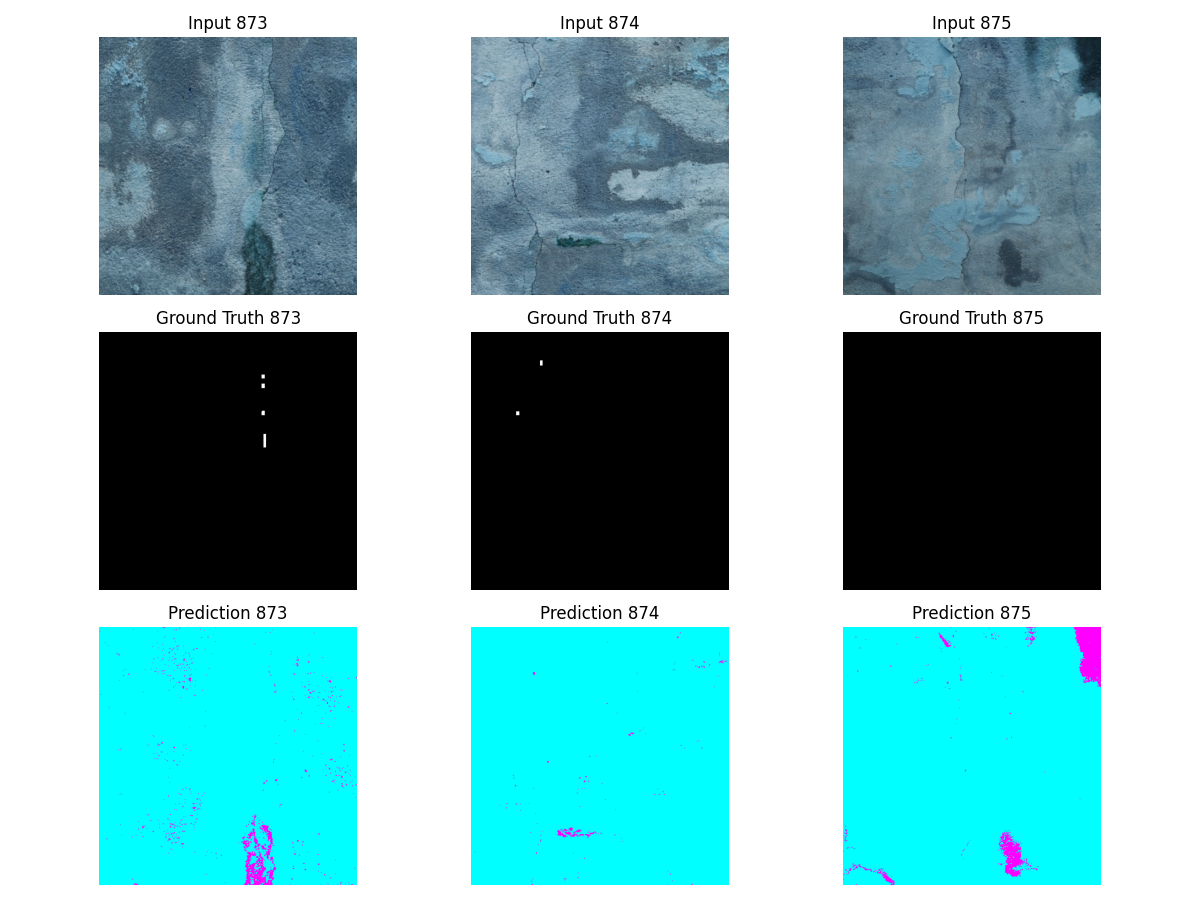 Input 873
Input 874
Input 875
Ground Truth 873
Ground Truth 874
Ground Truth 875
Prediction 873
Prediction 874
Prediction 875